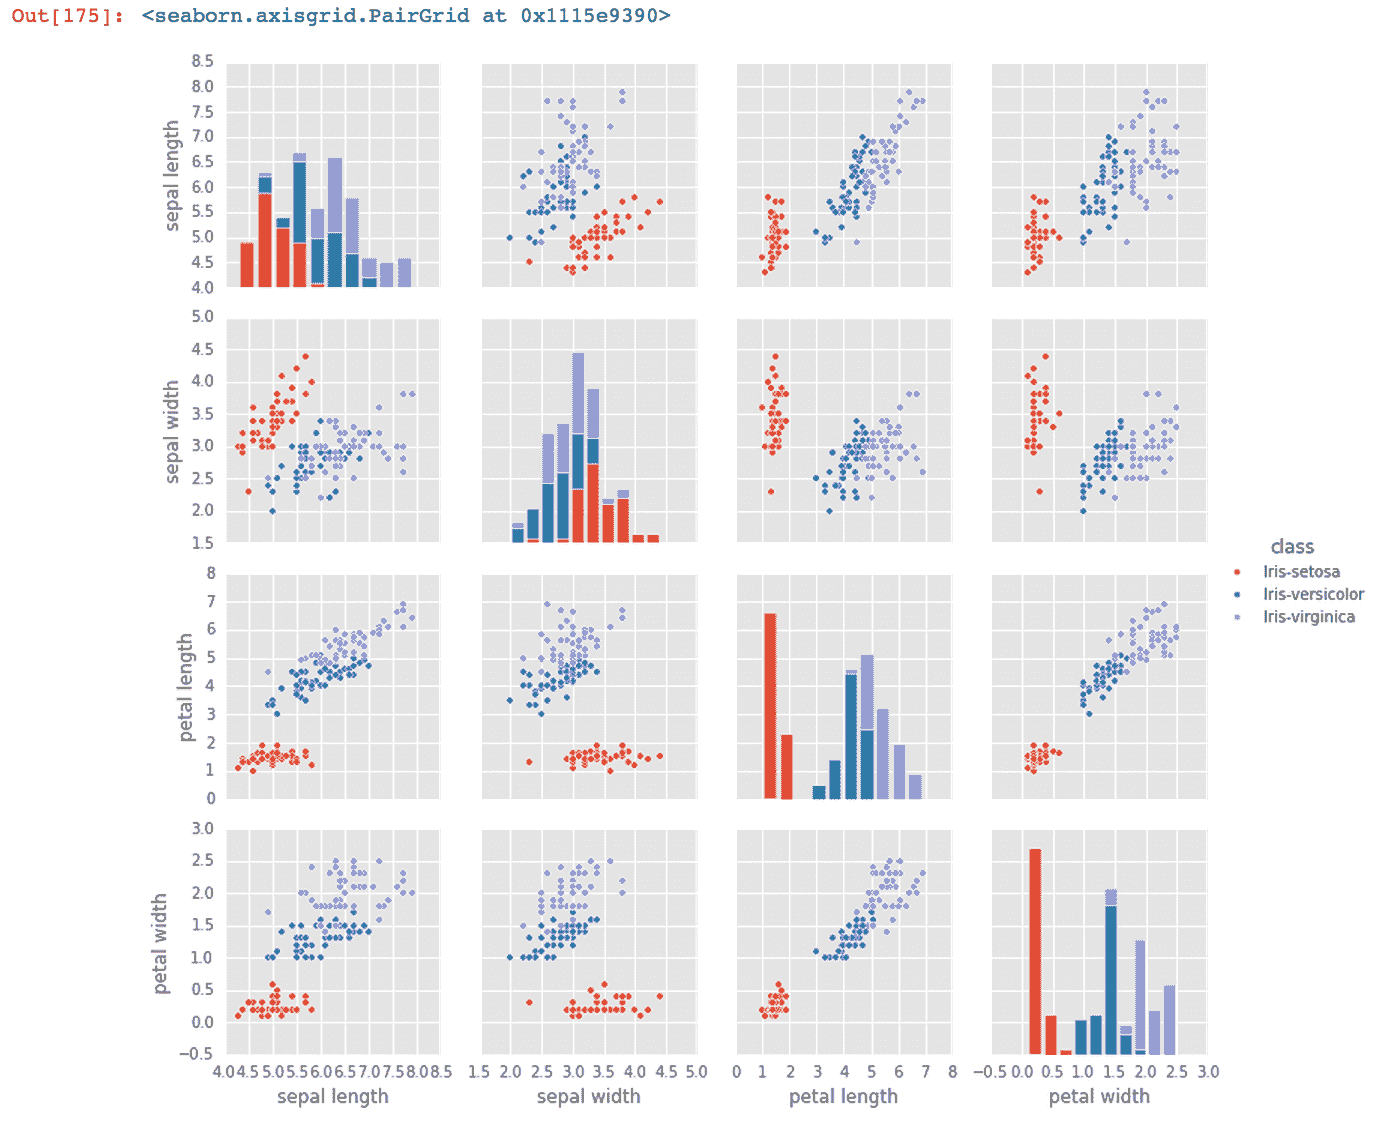 Out[175]: <seaborn.axisgrid.PairGrid at 0x1115e9390>
8.5
8.0
7.5
7.0
6.5
6.0
5.5
5.0
4.5
4.0
sepal length
5.0
4.5
4.0
3.5
3.0
2.5
2.0
1.5
sepal width
class
Iris-setosa
Iris-versicolor
Iris-virginica
8
7
6
5
4
3
2
1
0
petal length
3.0
2.5
2.0
1.5
1.0
0.5
0.0
−0.5
petal width
4.0 4.5 5.0 5.5 6.0 6.5 7.0 7.5 8.0 8.5
sepal length
1.5 2.0 2.5 3.0 3.5 4.0 4.5 5.0
sepal width
0 1 2 3 4 5 6 7 8
petal length
−0.5 0.0 0.5 1.0 1.5 2.0 2.5 3.0
petal width